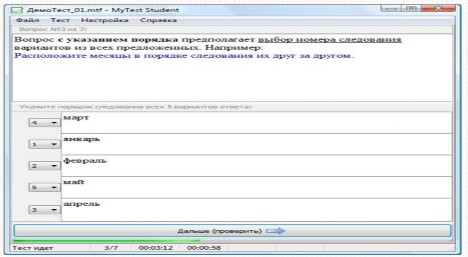 ДемоТест_01.mtf - MyTest Student
Файл Тест Настройка Справка
Вопрос №3 из 7:
Вопрос с указанием порядка предполагает выбор номера следования
вариантов из всех предложенных. Например:
Расположите месяцы в порядке следования их друг за другом.
Укажите порядок следования всех 5 вариантов ответа:
4 март
1 январь
2 февраль
5 май
3 апрель
Дальше (проверить)
Тест идет 3/7 00:03:12 00:00:58